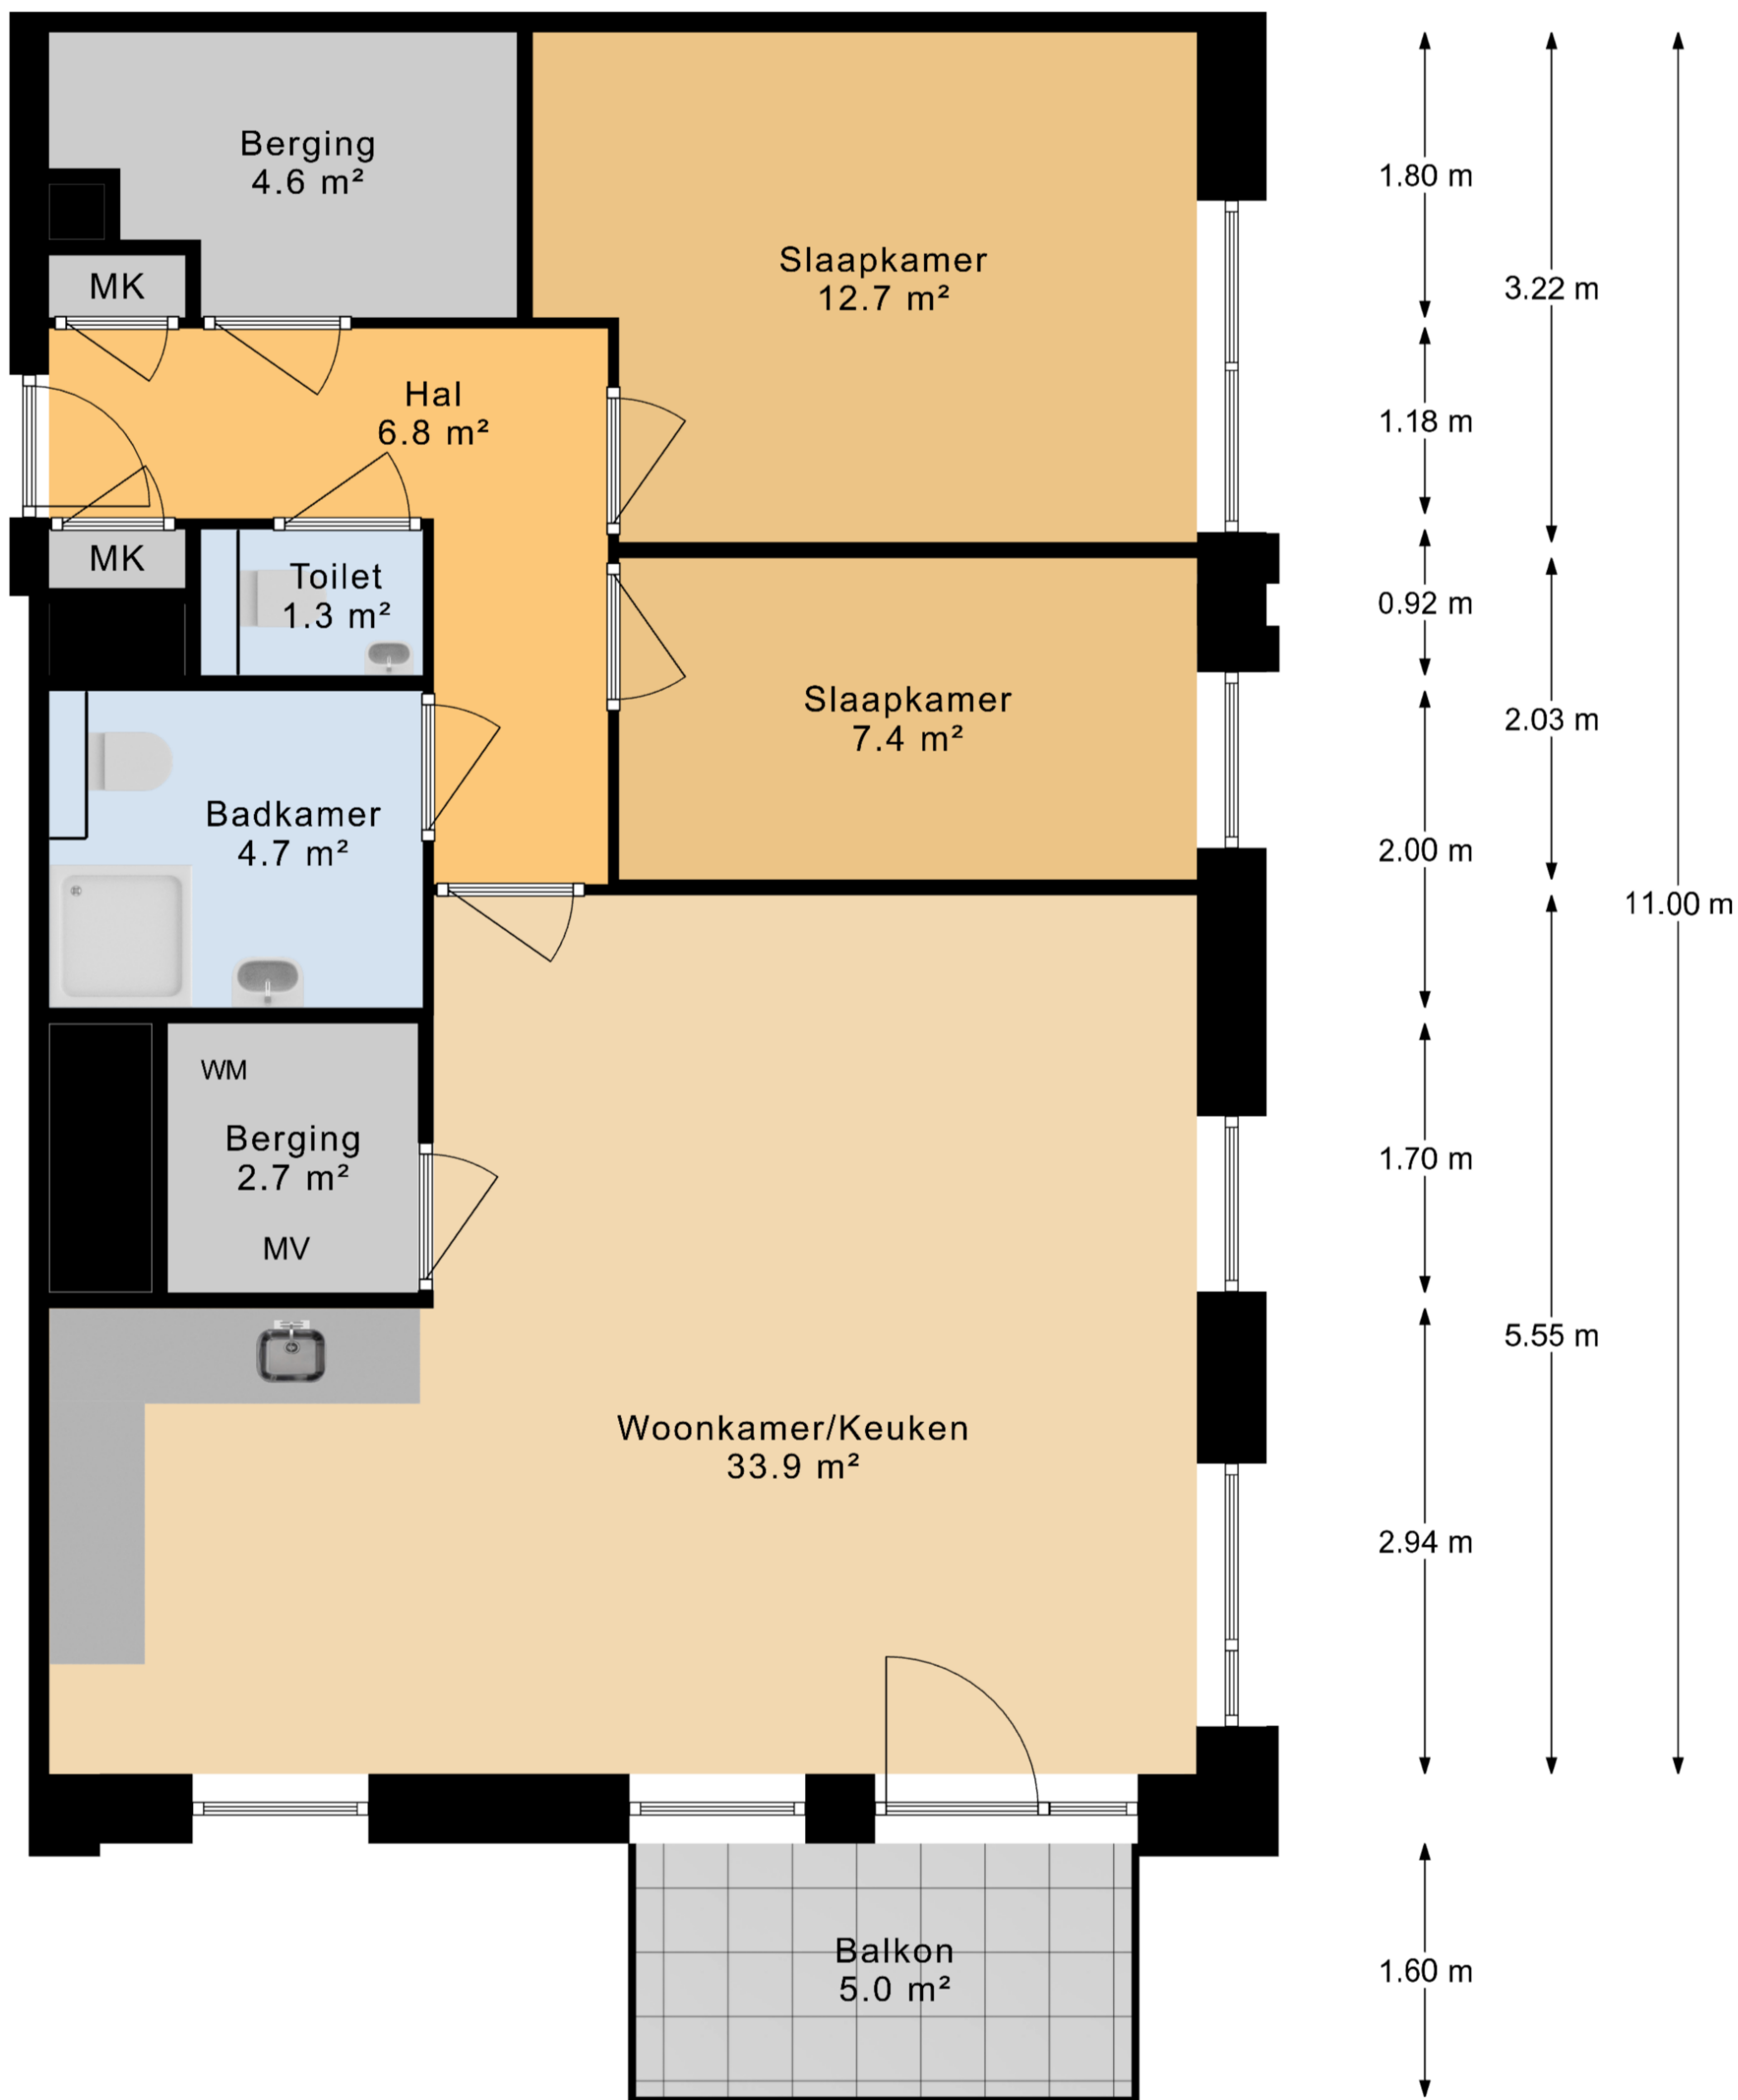 Berging
4.6 m²
MK
Slaapkamer
12.7 m²
Hal
6.8 m²
MK
Toilet
1.3 m²
Slaapkamer
7.4 m²
Badkamer
4.7 m²
WM
Berging
2.7 m²
MV
Woonkamer/Keuken
33.9 m²
Balkon
5.0 m²
1.80 m
1.18 m
0.92 m
2.00 m
1.70 m
2.94 m
1.60 m
3.22 m
2.03 m
5.55 m
11.00 m